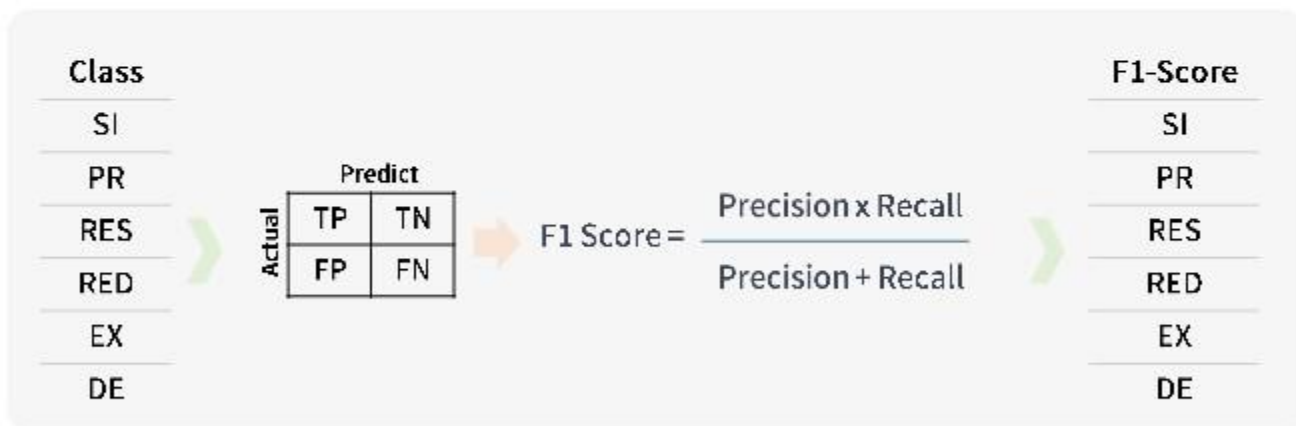 Class
SI
PR
RES
RED
EX
DE
Predict
Actual
TP TN
FP FN
F1 Score = Precision x Recall
Precision + Recall
F1-Score
SI
PR
RES
RED
EX
DE